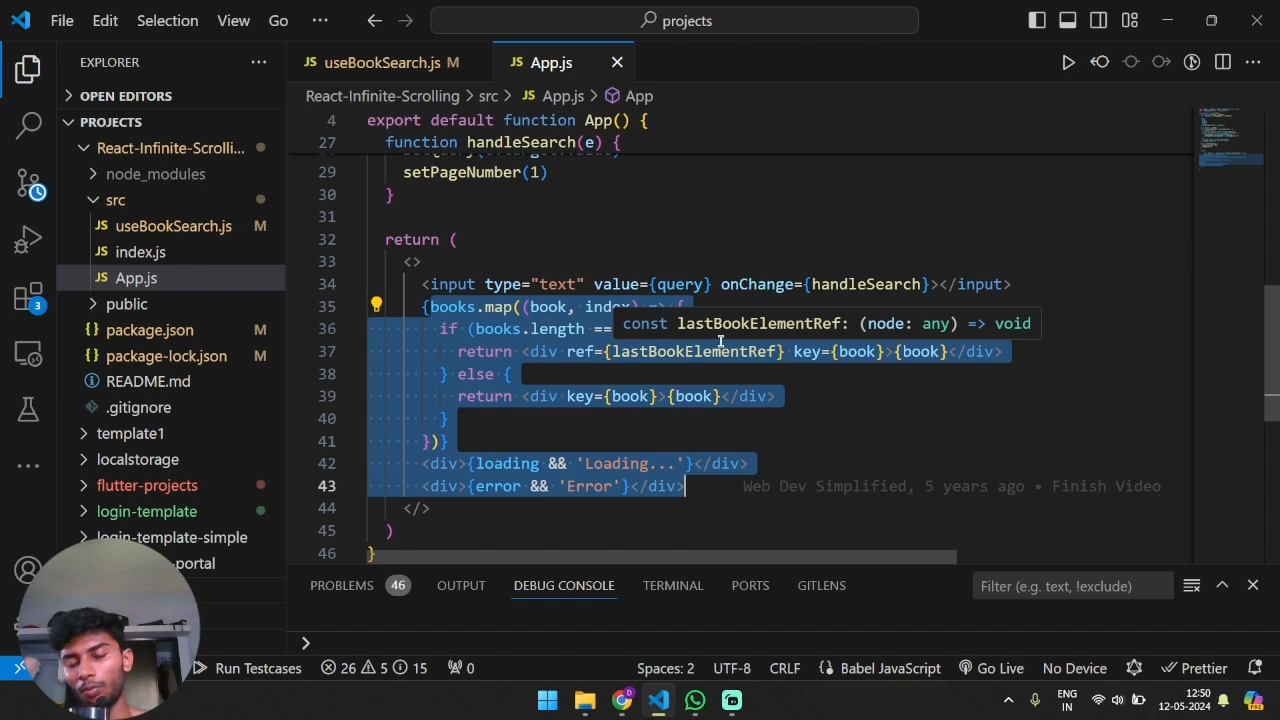 File Edit Selection View Go ··· projects
EXPLORER ···
OPEN EDITORS
PROJECTS
React-Infinite-Scrolli...
node_modules
src
JS useBookSearch.js M
JS index.js
JS App.js
public
{} package.json M
{} package-lock.json M
README.md
.gitignore
template1
localstorage
flutter-projects
login-template
login-template-simple
portal
JS useBookSearch.js M JS App.js
React-Infinite-Scrolling > src > JS App.js > App
4 export default function App() {
27 function handleSearch(e) {
29 setPageNumber(1)
30 }
31
32 return (
33 <>
34 <input type="text" value={query} onChange={handleSearch}></input>
35 {books.map((book, index) => {
36 if (books.length ==
const lastBookElementRef: (node: any) => void
37 return <div ref={lastBookElementRef} key={book}>{book}</div>
38 } else {
39 return <div key={book}>{book}</div>
40 }
41 })}
42 <div>{loading && 'Loading...'}</div>
43 <div>{error && 'Error'}</div> Web Dev Simplified, 5 years ago • Finish Video
44 </>
45 )
46 }
PROBLEMS 46 OUTPUT DEBUG CONSOLE TERMINAL PORTS GITLENS Filter (e.g. text, !exclude)
Run Testcases 26 5 15 0 Spaces: 2 UTF-8 CRLF Babel JavaScript Go Live No Device Prettier
3
ENG
IN
12:50
12-05-2024